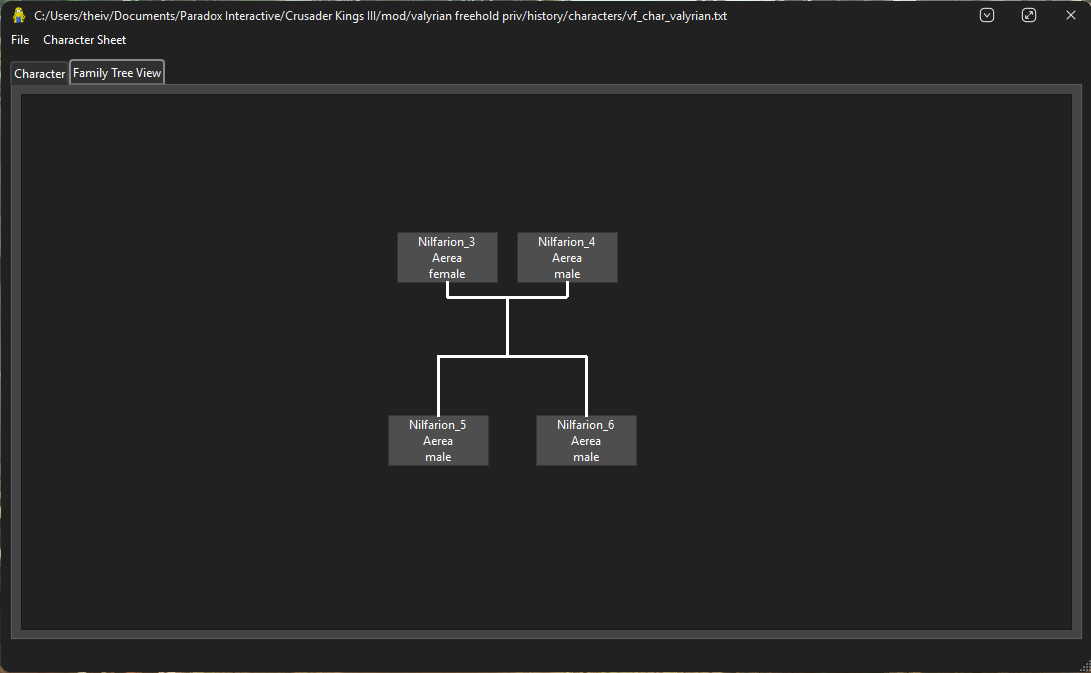 C:/Users/theiv/Documents/Paradox Interactive/Crusader Kings III/mod/valyrian freehold priv/history/characters/vf_char_valyrian.txt
File Character Sheet
Character Family Tree View
Nilfarion_3
Aerea
female
Nilfarion_4
Aerea
male
Nilfarion_5
Aerea
male
Nilfarion_6
Aerea
male